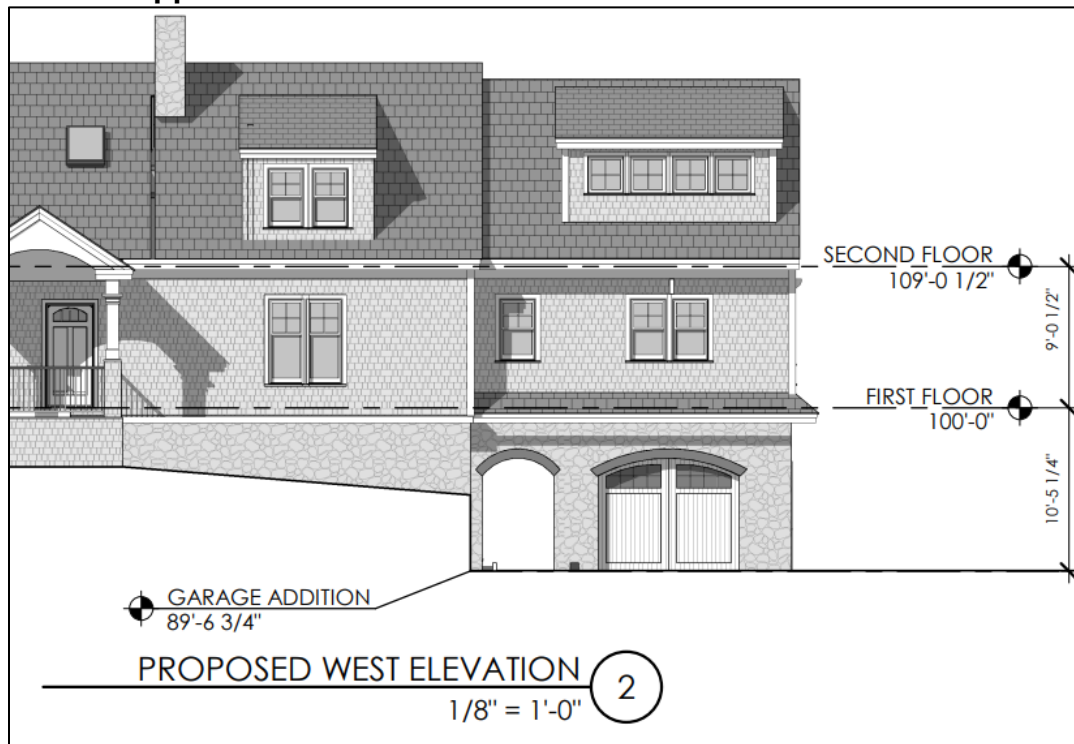 SECOND FLOOR
109'-0 1/2"
9'-0 1/2"
FIRST FLOOR
100'-0"
10'-5 1/4"
GARAGE ADDITION
89'-6 3/4"
PROPOSED WEST ELEVATION
2
1/8" = 1'-0"